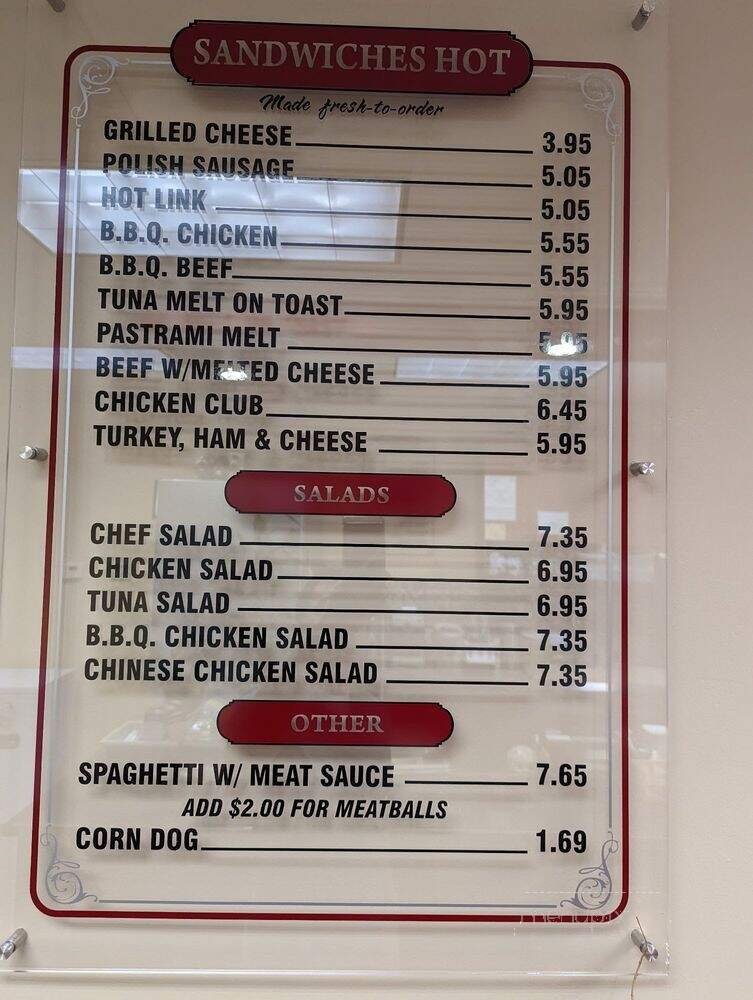 SANDWICHES HOT
Made fresh-to-order
GRILLED CHEESE 3.95
POLISH SAUSAGE 5.05
HOT LINK 5.05
B.B.Q. CHICKEN 5.55
B.B.Q. BEEF 5.55
TUNA MELT ON TOAST 5.95
PASTRAMI MELT
BEEF W/MELTED CHEESE 5.95
CHICKEN CLUB 6.45
TURKEY, HAM & CHEESE 5.95
SALADS
CHEF SALAD 7.35
CHICKEN SALAD 6.95
TUNA SALAD 6.95
B.B.Q. CHICKEN SALAD 7.35
CHINESE CHICKEN SALAD 7.35
OTHER
SPAGHETTI W/ MEAT SAUCE 7.65
ADD $2.00 FOR MEATBALLS
CORN DOG 1.69